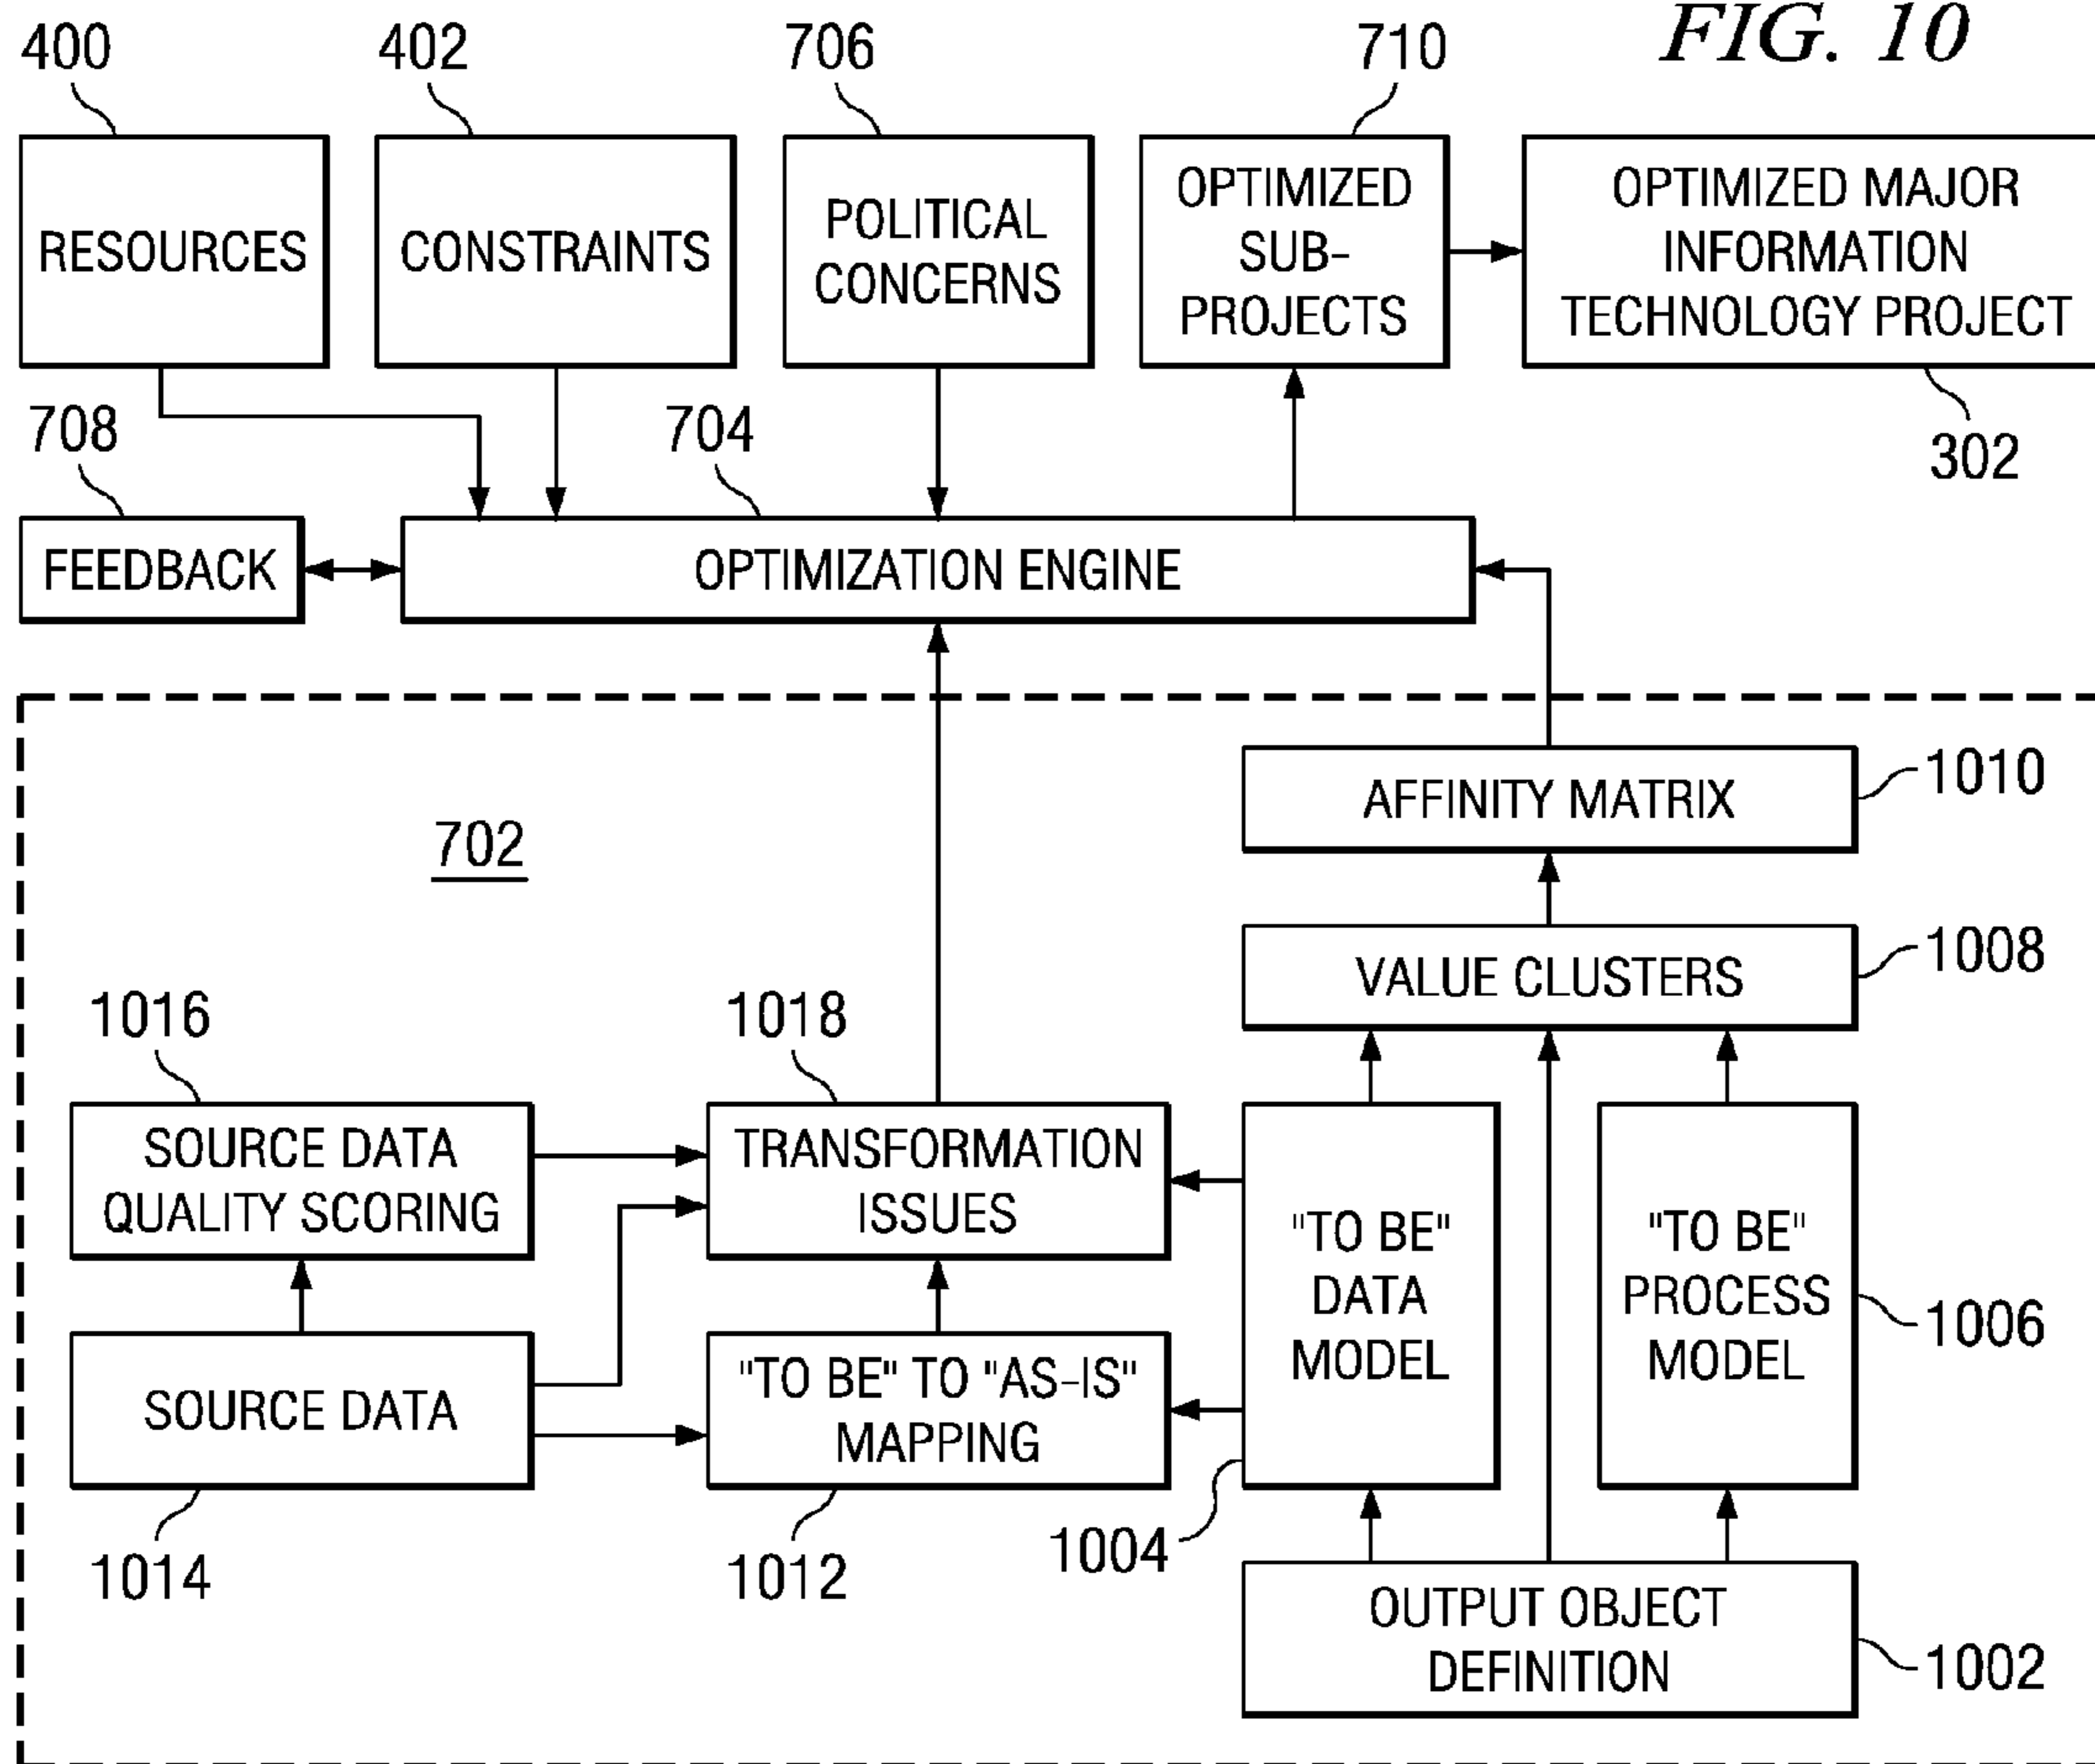 FIG. 10
400
402
706
710
RESOURCES
CONSTRAINTS
POLITICAL
CONCERNS
OPTIMIZED
SUB-
PROJECTS
OPTIMIZED MAJOR
INFORMATION
TECHNOLOGY PROJECT
302
708
704
FEEDBACK
OPTIMIZATION ENGINE
702
AFFINITY MATRIX
1010
VALUE CLUSTERS
1008
1016
1018
SOURCE DATA
QUALITY SCORING
TRANSFORMATION
ISSUES
"TO BE"
DATA
MODEL
"TO BE"
PROCESS
MODEL
1006
SOURCE DATA
"TO BE" TO "AS-IS"
MAPPING
1014
1012
1004
OUTPUT OBJECT
DEFINITION
1002